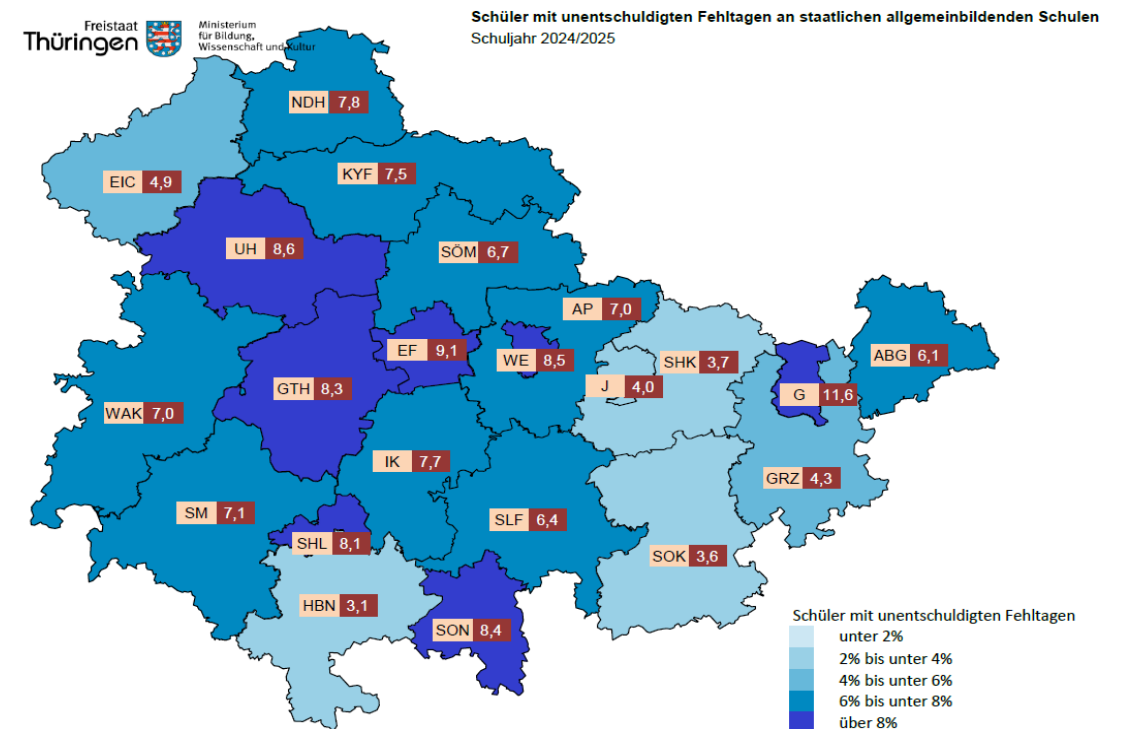 Freistaat
Thüringen
Ministerium
für Bildung,
Wissenschaft und Kultur
Schüler mit unentschuldigten Fehltagen an staatlichen allgemeinbildenden Schulen
Schuljahr 2024/2025
NDH 7,8
KYF 7,5
EIC 4,9
UH 8,6
SÖM 6,7
AP 7,0
EF 9,1
WE 8,5
SHK 3,7
ABG 6,1
GTH 8,3
J 4,0
G 11,6
WAK 7,0
IK 7,7
GRZ 4,3
SM 7,1
SLF 6,4
SHL 8,1
SOK 3,6
HBN 3,1
SON 8,4
Schüler mit unentschuldigten Fehltagen
unter 2%
2% bis unter 4%
4% bis unter 6%
6% bis unter 8%
über 8%